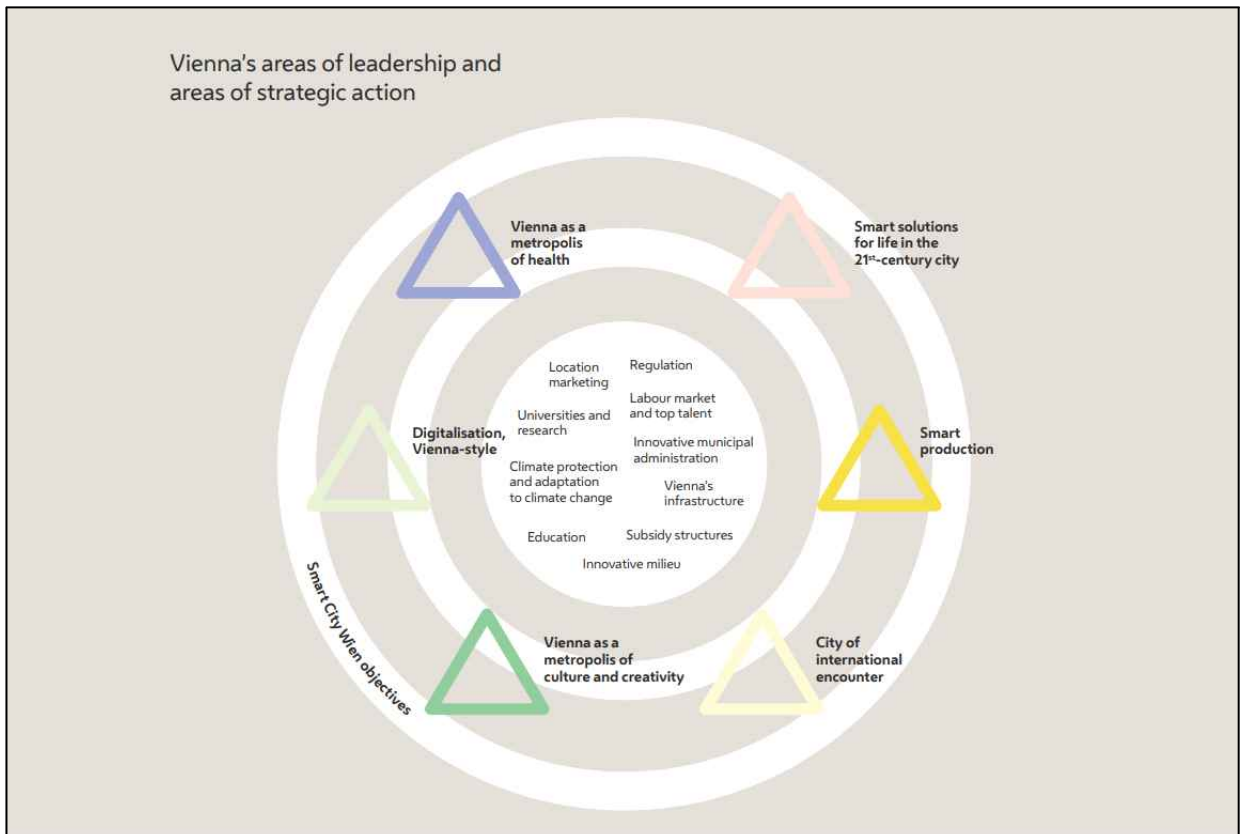 Vienna's areas of leadership and
areas of strategic action
Vienna as a
metropolis
of health
Smart solutions
for life in the
21st-century city
Location
marketing
Regulation
Labour market
and top talent
Universities and
research
Digitalisation,
Vienna-style
Innovative municipal
administration
Smart
production
Climate protection
and adaptation
to climate change
Vienna's
infrastructure
Education
Subsidy structures
Innovative milieu
Smart City Wien objectives
Vienna as a
metropolis of
culture and creativity
City of
international
encounter